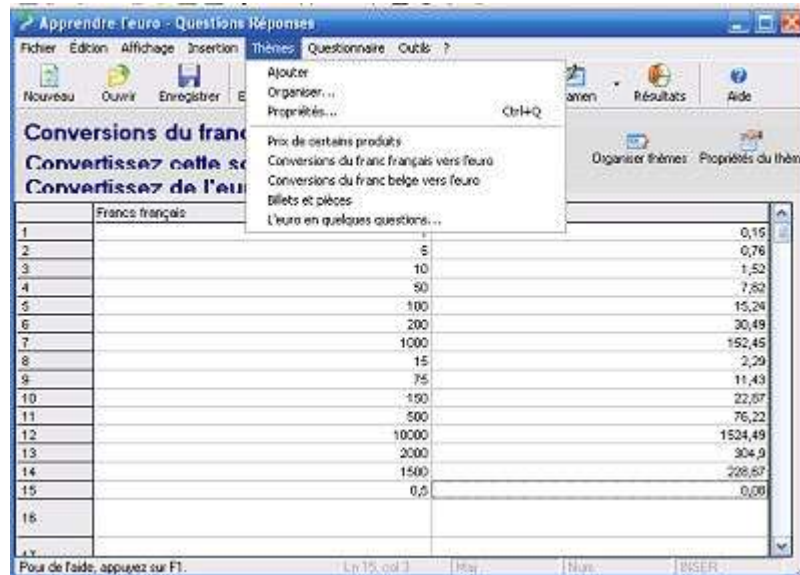 Apprendre l'euro - Questions Réponses
Fichier Édition Affichage Insertion Thèmes Questionnaire Outils ?
Nouveau Ouvrir Enregistrer Résultats Aide
Ajouter
Organiser...
Propriétés... Ctrl+Q
Prix de certains produits
Conversions du franc français vers l'euro
Conversions du franc belge vers l'euro
Billets et pièces
L'euro en quelques questions...
Conversions du franc
Convertissez cette
Convertissez de l'eu
Organiser thèmes Propriétés du thèm
Francs français
1 0,15
2 5 0,76
3 10 1,52
4 50 7,62
5 100 15,24
6 200 30,49
7 1000 152,45
8 15 2,29
9 75 11,43
10 150 22,87
11 500 76,22
12 10000 1524,49
13 2000 304,9
14 1500 228,67
15 0,5 0,08
16
Pour de l'aide, appuyez sur F1. Ln 15, col 3 Maj Num INSER